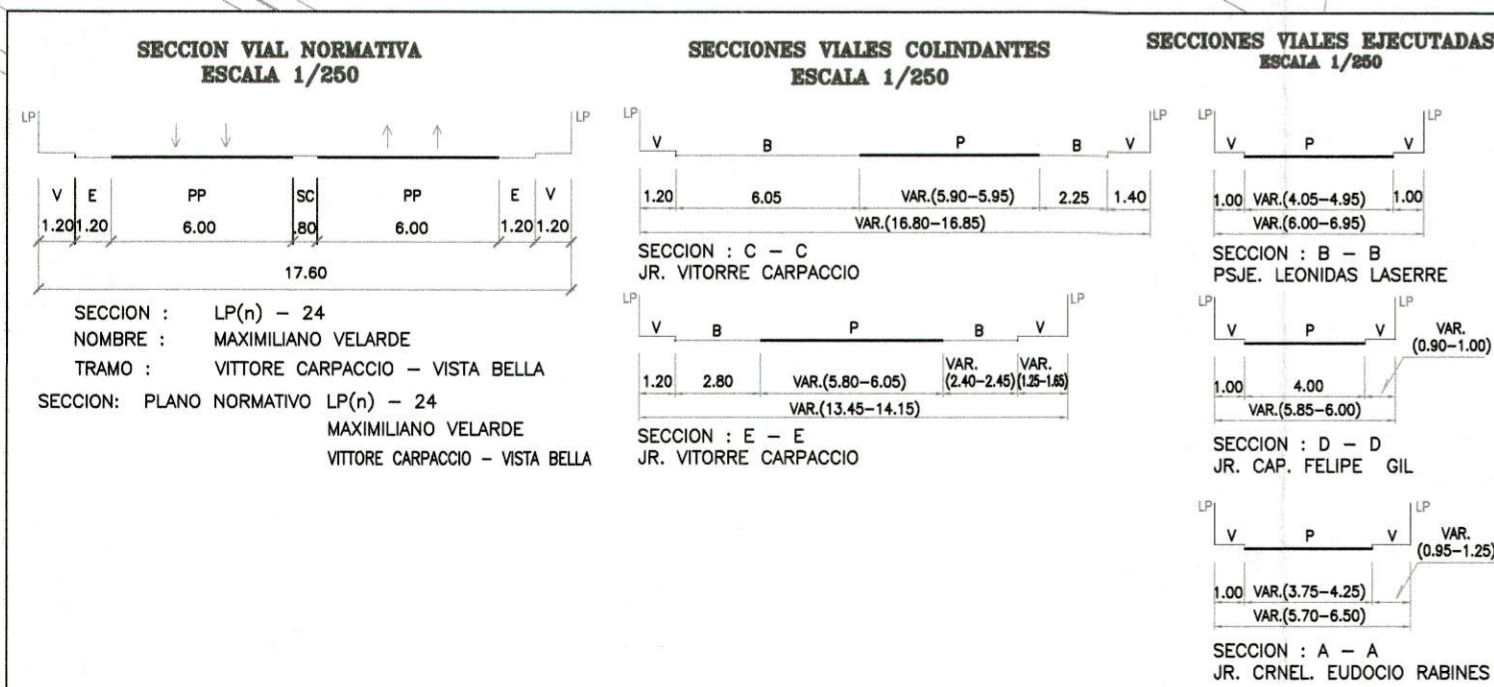 SECCION VIAL NORMATIVA
ESCALA 1/250
LP
LP
V E PP SC PP E V
1.20 1.20 6.00 .80 6.00 1.20 1.20
17.60
SECCION : LP(n) - 24
NOMBRE : MAXIMILIANO VELARDE
TRAMO : VITTORE CARPACCIO - VISTA BELLA
SECCION: PLANO NORMATIVO LP(n) - 24
MAXIMILIANO VELARDE
VITTORE CARPACCIO - VISTA BELLA
SECCIONES VIALES COLINDANTES
ESCALA 1/250
LP
LP
V B P B V
1.20 6.05 VAR.(5.90-5.95) 2.25 1.40
VAR.(16.80-16.85)
SECCION : C - C
JR. VITORRE CARPACCIO
LP
LP
V B P B V
1.20 2.80 VAR.(5.80-6.05) VAR.(2.40-2.45) VAR.(1.25-1.65)
VAR.(13.45-14.15)
SECCION : E - E
JR. VITORRE CARPACCIO
SECCIONES VIALES EJECUTADAS
ESCALA 1/250
LP
LP
V P V
1.00 VAR.(4.05-4.95) 1.00
VAR.(6.00-6.95)
SECCION : B - B
PSJE. LEONIDAS LASERRE
LP
LP
V P V
VAR.
(0.90-1.00)
1.00 4.00
VAR.(5.85-6.00)
SECCION : D - D
JR. CAP. FELIPE GIL
LP
LP
V P V
VAR.
(0.95-1.25)
1.00 VAR.(3.75-4.25)
VAR.(5.70-6.50)
SECCION : A - A
JR. CRNEL. EUDOCIO RABINES